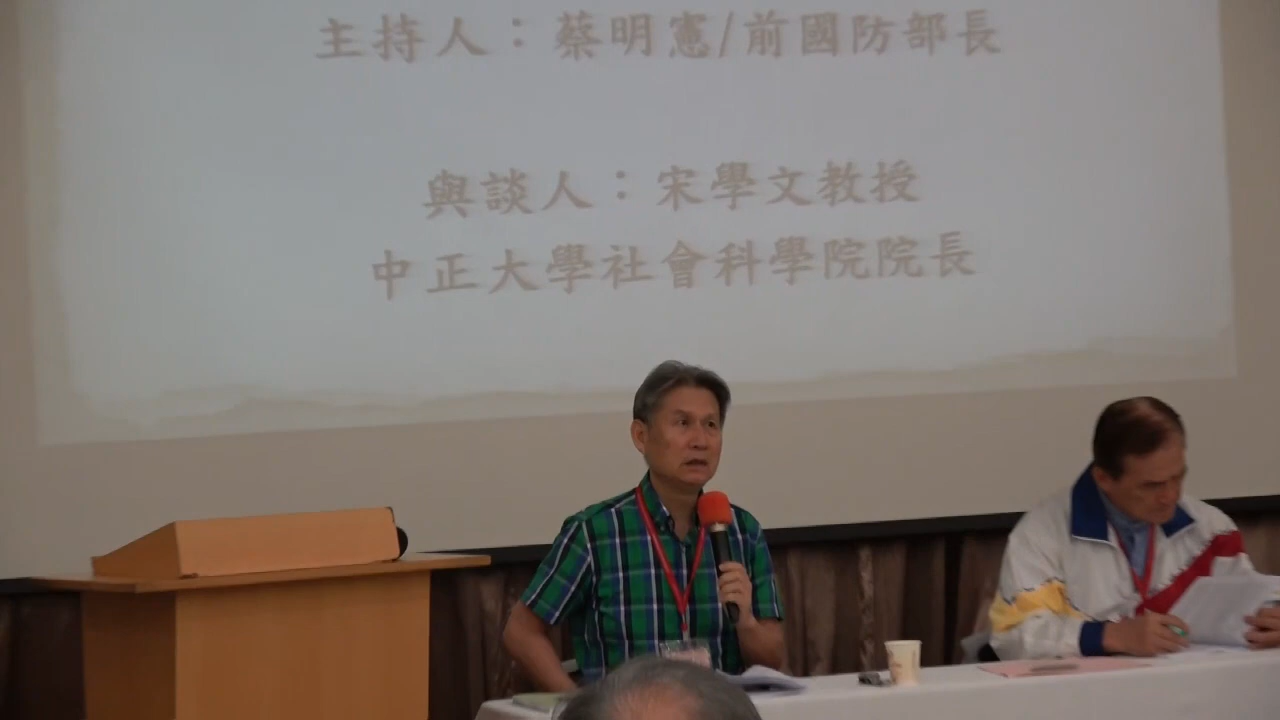 主持人：蔡明憲/前國防部長
與談人：宋學文教授
中正大學社會科學院院長